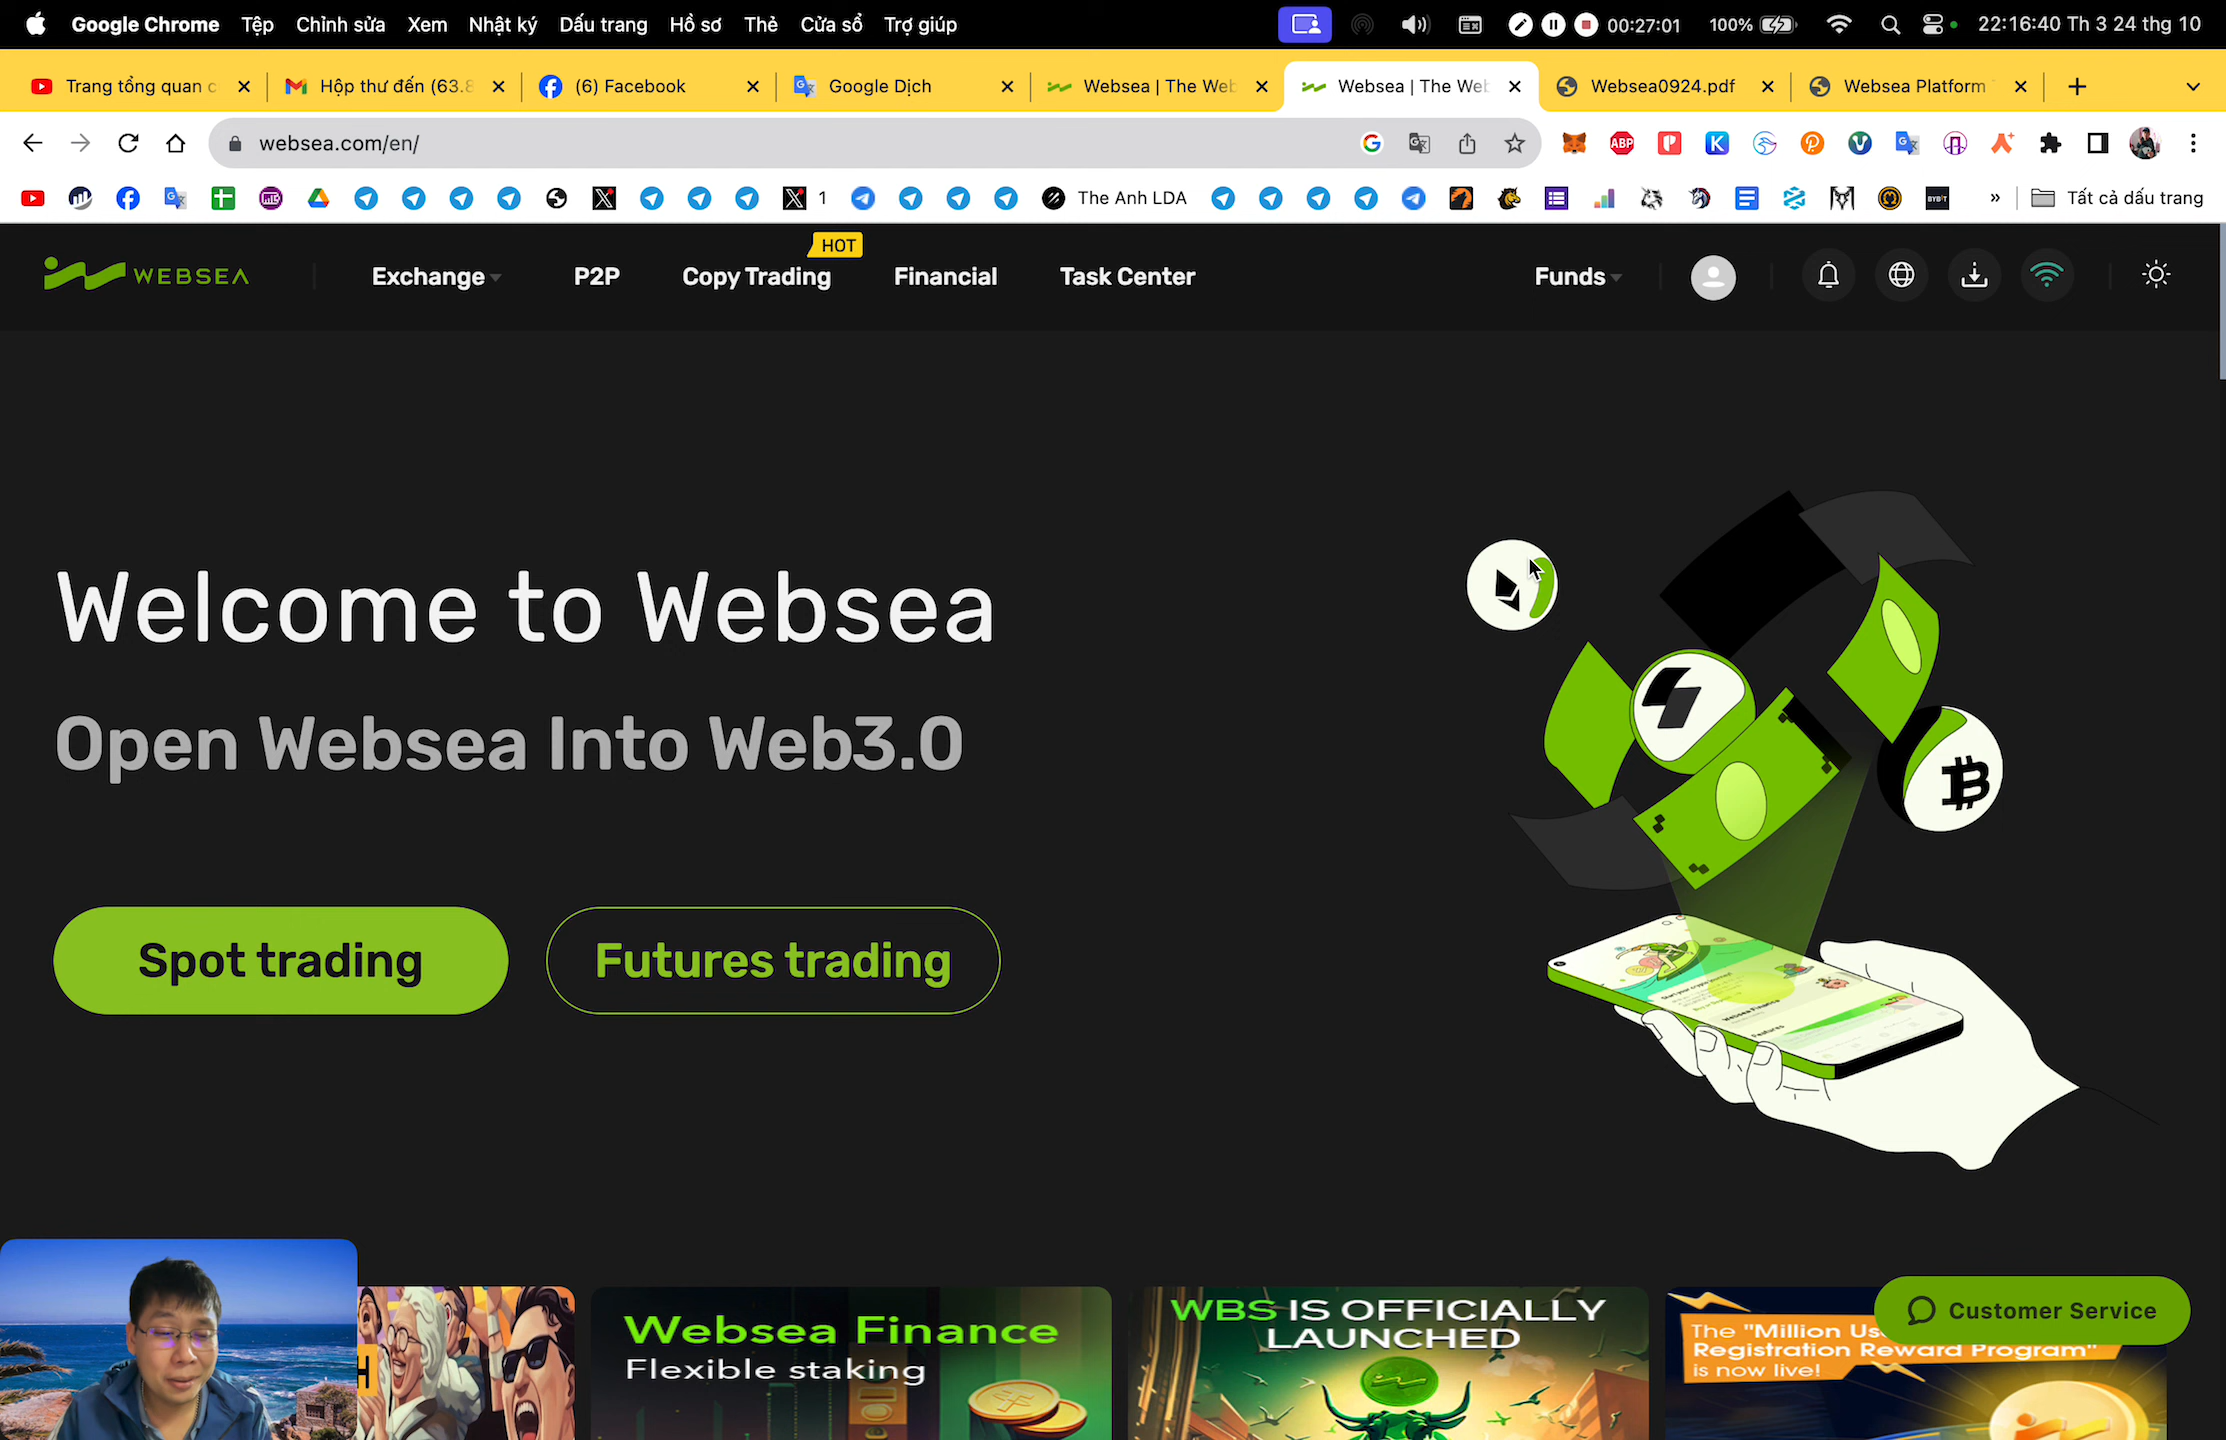 Google Chrome Tệp Chỉnh sửa Xem Nhật ký Dấu trang Hồ sơ Thẻ Cửa sổ Trợ giúp 00:27:01 100% 22:16:40 Th 3 24 thg 10
Trang tổng quan c Hộp thư đến (63.8 (6) Facebook Google Dịch Websea | The Web Websea | The Web Websea0924.pdf Websea Platform
websea.com/en/
1 The Anh LDA Tất cả dấu trang
HOT
WEBSEA Exchange P2P Copy Trading Financial Task Center Funds
Welcome to Websea
Open Websea Into Web3.0
Spot trading Futures trading
Customer Service
Websea Finance
Flexible staking
WBS IS OFFICIALLY
LAUNCHED
The "Million Us
Registration Reward Program"
is now live!